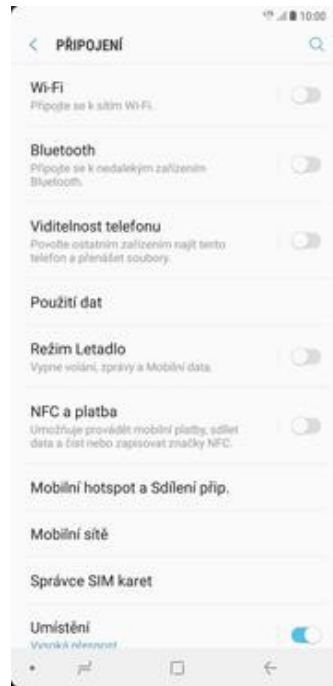 10:00
PŘIPOJENÍ
Wi-Fi
Připojte se k sítím Wi-Fi.
Bluetooth
Připojte se k nedalekým zařízením
Bluetooth.
Viditelnost telefonu
Povolte ostatním zařízením najít tento
telefon a přenášet soubory.
Použití dat
Režim Letadlo
Vypne volání, zprávy a Mobilní data.
NFC a platba
Umožňuje provádět mobilní platby, sdílet
data a číst nebo zapisovat značky NFC.
Mobilní hotspot a Sdílení přip.
Mobilní sítě
Správce SIM karet
Umístění
Vysoká přesnost